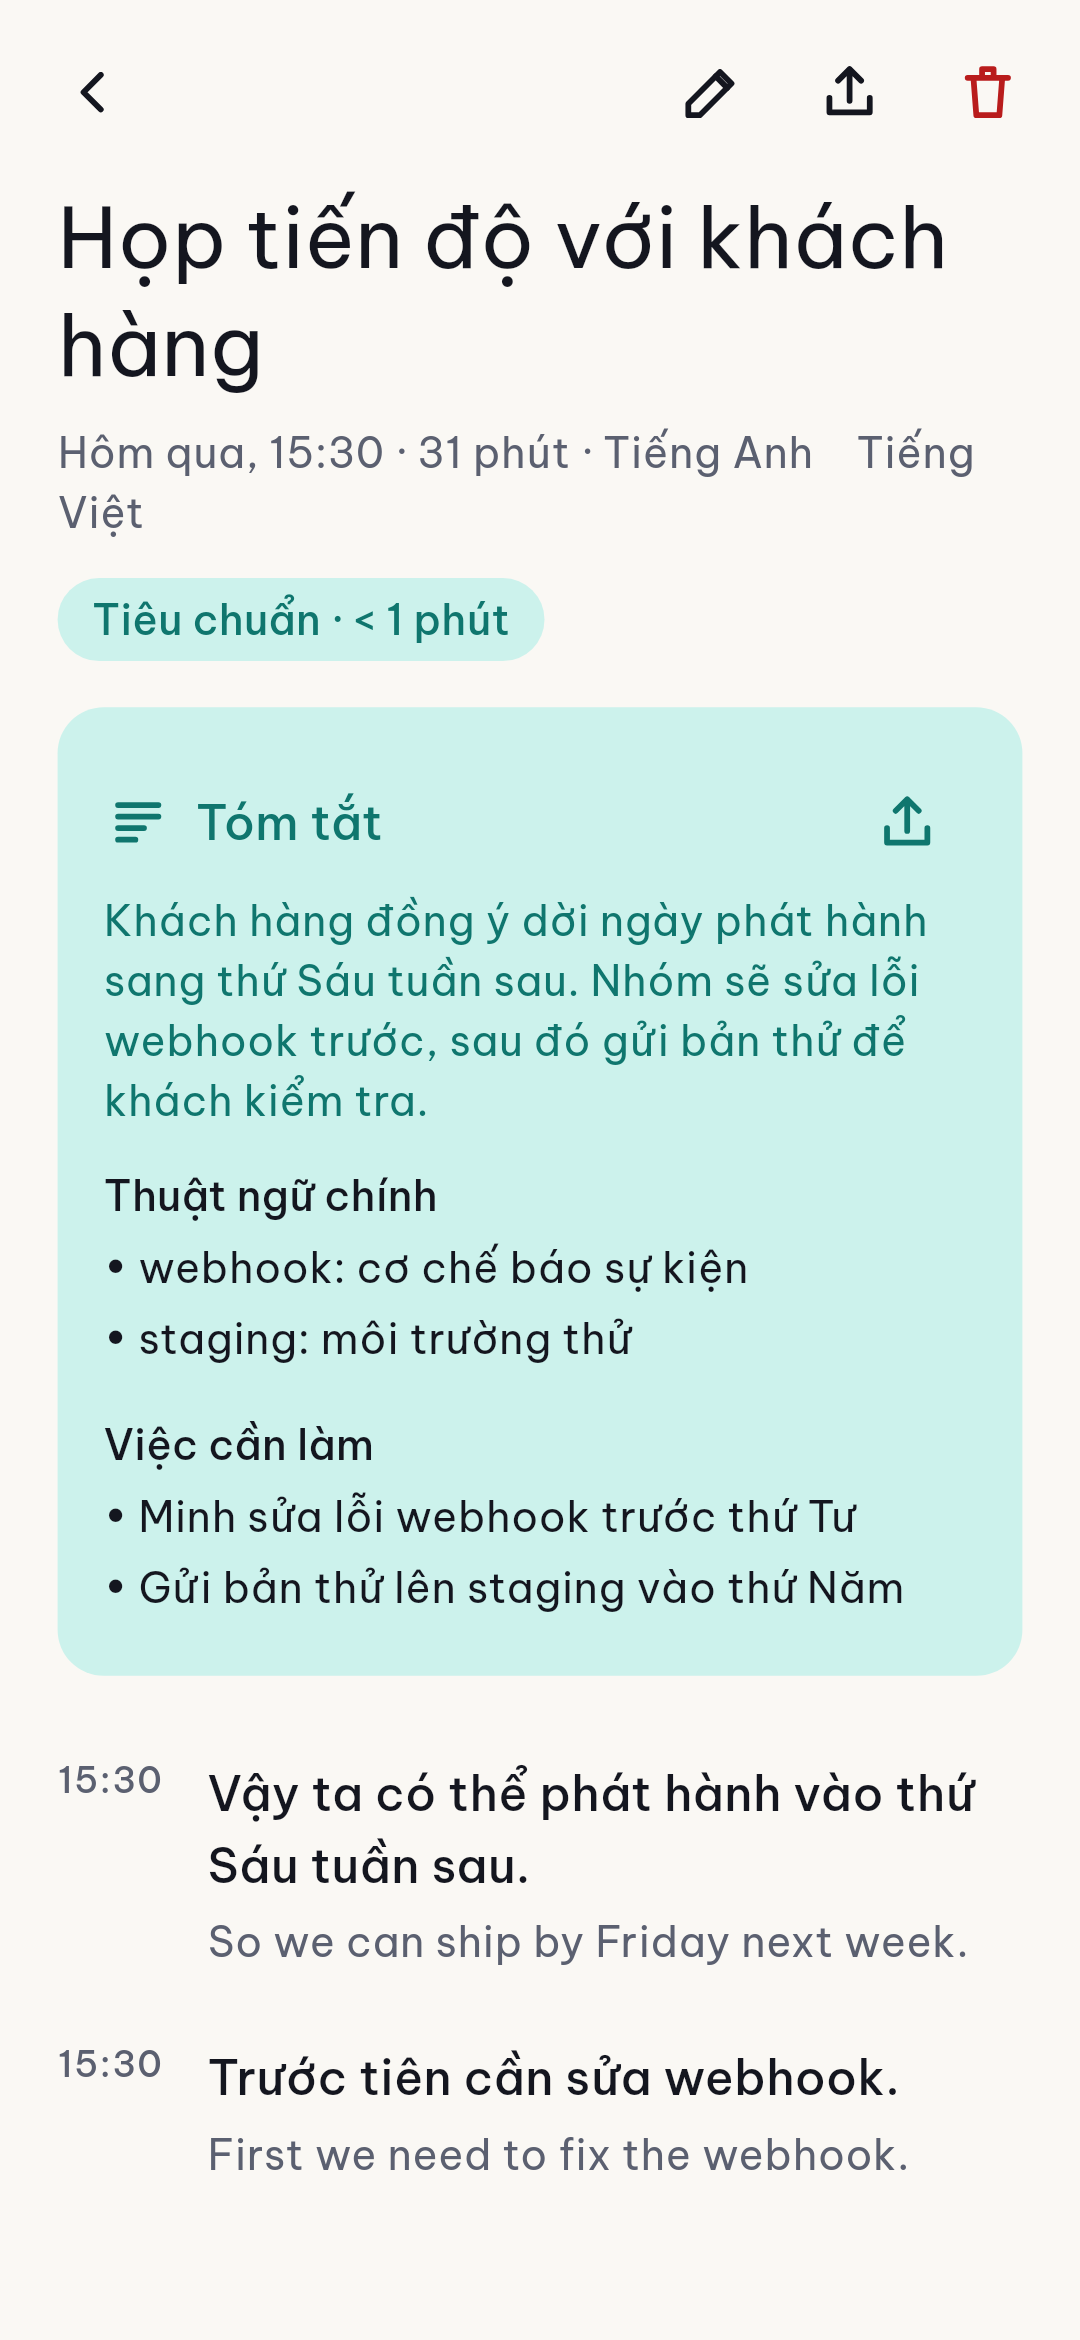 Họp tiến độ với khách
hàng
Hôm qua, 15:30 · 31 phút · Tiếng Anh Tiếng
Việt
Tiêu chuẩn · < 1 phút
Tóm tắt
Khách hàng đồng ý dời ngày phát hành
sang thứ Sáu tuần sau. Nhóm sẽ sửa lỗi
webhook trước, sau đó gửi bản thử để
khách kiểm tra.
Thuật ngữ chính
• webhook: cơ chế báo sự kiện
• staging: môi trường thử
Việc cần làm
• Minh sửa lỗi webhook trước thứ Tư
• Gửi bản thử lên staging vào thứ Năm
15:30 Vậy ta có thể phát hành vào thứ
Sáu tuần sau.
So we can ship by Friday next week.
15:30 Trước tiên cần sửa webhook.
First we need to fix the webhook.